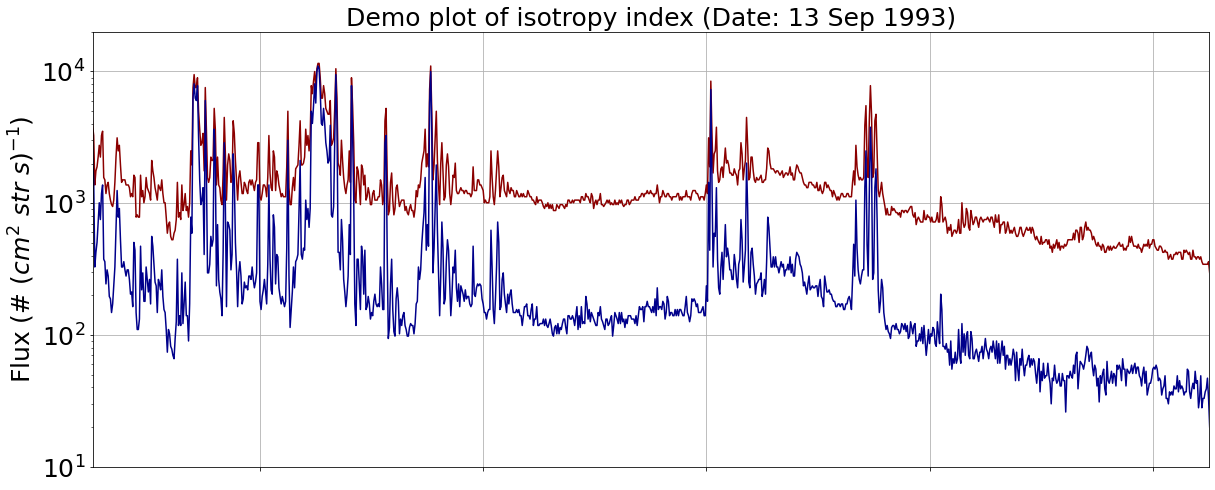 Demo plot of isotropy index (Date: 13 Sep 1993)
Flux (# (cm² str s)⁻¹)
10⁴
10³
10²
10¹